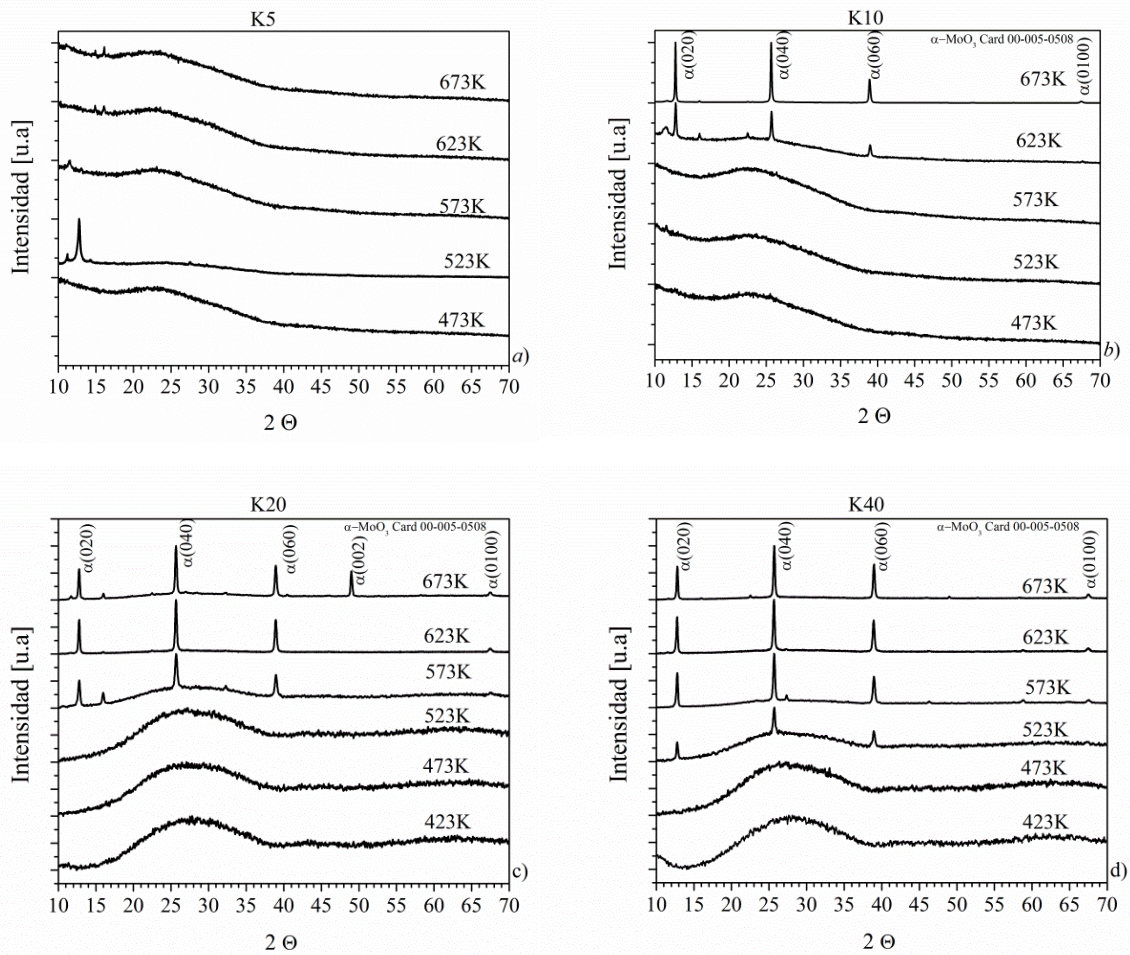 K5
673K
623K
573K
523K
473K
Intensidad [u.a]
a)
10 15 20 25 30 35 40 45 50 55 60 65 70
2 Θ
K10
α−MoO₃ Card 00-005-0508
α(020)
α(040)
α(060)
α(0100)
673K
623K
573K
523K
473K
Intensidad [u.a]
b)
10 15 20 25 30 35 40 45 50 55 60 65 70
2 Θ
K20
α−MoO₃ Card 00-005-0508
α(020)
α(040)
α(060)
α(002)
α(0100)
673K
623K
573K
523K
473K
423K
Intensidad [u.a]
c)
10 15 20 25 30 35 40 45 50 55 60 65 70
2 Θ
K40
α−MoO₃ Card 00-005-0508
α(020)
α(040)
α(060)
α(0100)
673K
623K
573K
523K
473K
423K
Intensidad [u.a]
d)
10 15 20 25 30 35 40 45 50 55 60 65 70
2 Θ